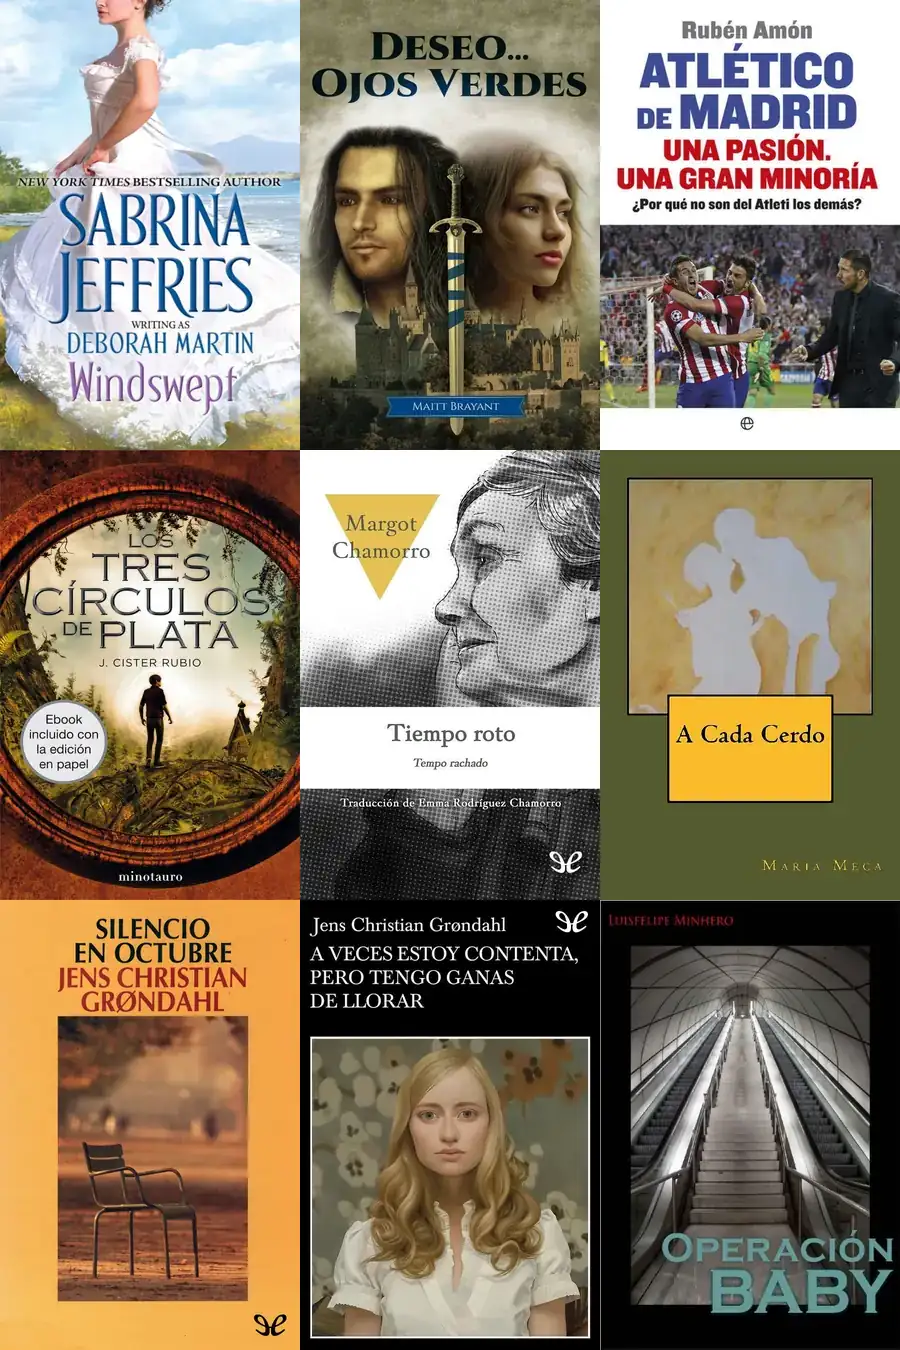 NEW YORK TIMES BESTSELLING AUTHOR
SABRINA
JEFFRIES
WRITING AS
DEBORAH MARTIN
Windswept
DESEO...
OJOS VERDES
MAITT BRAYANT
Rubén Amón
ATLÉTICO
DE MADRID
UNA PASIÓN.
UNA GRAN MINORÍA
¿Por qué no son del Atleti los demás?
e
LOS
TRES
CÍRCULOS
DE PLATA
J. CISTER RUBIO
Ebook
incluido con
la edición
en papel
minotauro
Margot
Chamorro
Tiempo roto
Tempo rachado
Traducción de Emma Rodríguez Chamorro
A Cada Cerdo
MARIA MECA
SILENCIO
EN OCTUBRE
JENS CHRISTIAN
GRØNDAHL
Jens Christian Grøndahl
A VECES ESTOY CONTENTA,
PERO TENGO GANAS
DE LLORAR
LUISFELIPE MINHERO
OPERACIÓN
BABY